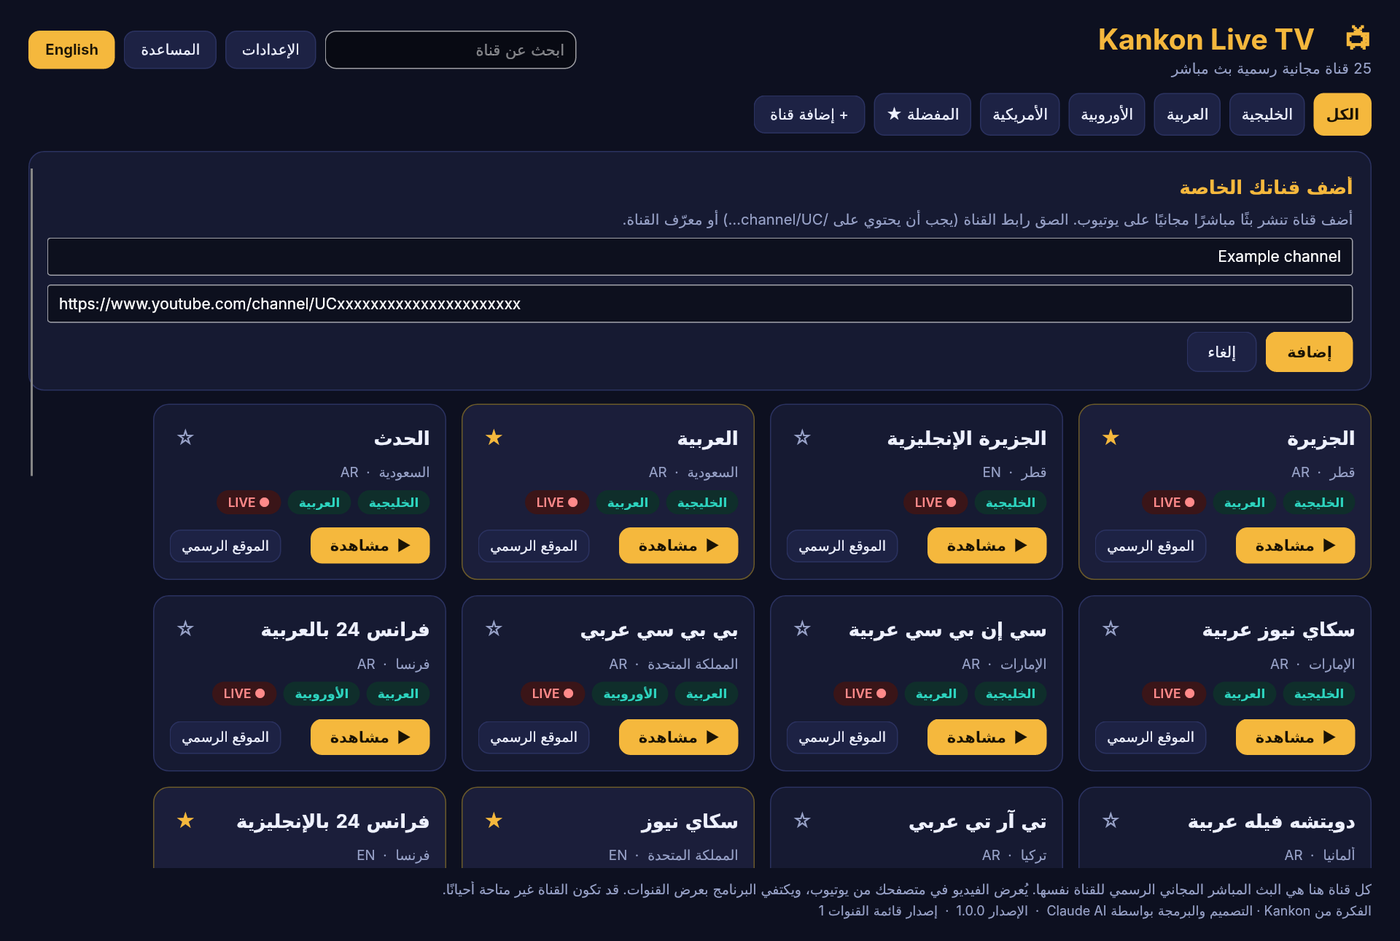 Kankon Live TV
25 قناة مجانية رسمية بث مباشر
ابحث عن قناة
الإعدادات
المساعدة
English
الكل
الخليجية
العربية
الأوروبية
الأمريكية
المفضلة ★
+ إضافة قناة
أضف قناتك الخاصة
أضف قناة تنشر بثًا مباشرًا مجانيًا على يوتيوب. الصق رابط القناة (يجب أن يحتوي على /channel/UC...) أو معرّف القناة.
Example channel
https://www.youtube.com/channel/UCxxxxxxxxxxxxxxxxxxxxxx
إضافة
إلغاء
الجزيرة ★
قطر · AR
الخليجية العربية ● LIVE
▶ مشاهدة الموقع الرسمي
الجزيرة الإنجليزية ☆
قطر · EN
الخليجية ● LIVE
▶ مشاهدة الموقع الرسمي
العربية ★
السعودية · AR
الخليجية العربية ● LIVE
▶ مشاهدة الموقع الرسمي
الحدث ☆
السعودية · AR
الخليجية العربية ● LIVE
▶ مشاهدة الموقع الرسمي
سكاي نيوز عربية ☆
الإمارات · AR
الخليجية العربية ● LIVE
▶ مشاهدة الموقع الرسمي
سي إن بي سي عربية ☆
الإمارات · AR
الخليجية العربية ● LIVE
▶ مشاهدة الموقع الرسمي
بي بي سي عربي ☆
المملكة المتحدة · AR
العربية الأوروبية ● LIVE
▶ مشاهدة الموقع الرسمي
فرانس 24 بالعربية ☆
فرنسا · AR
العربية الأوروبية ● LIVE
▶ مشاهدة الموقع الرسمي
دويتشه فيله عربية ☆
ألمانيا · AR
تي آر تي عربي ☆
تركيا · AR
سكاي نيوز ★
المملكة المتحدة · EN
فرانس 24 بالإنجليزية ★
فرنسا · EN
كل قناة هنا هي البث المباشر المجاني الرسمي للقناة نفسها. يُعرض الفيديو في متصفحك من يوتيوب، ويكتفي البرنامج بعرض القنوات. قد تكون القناة غير متاحة أحيانًا.
الفكرة من Kankon · التصميم والبرمجة بواسطة Claude AI · الإصدار 1.0.0 · إصدار قائمة القنوات 1